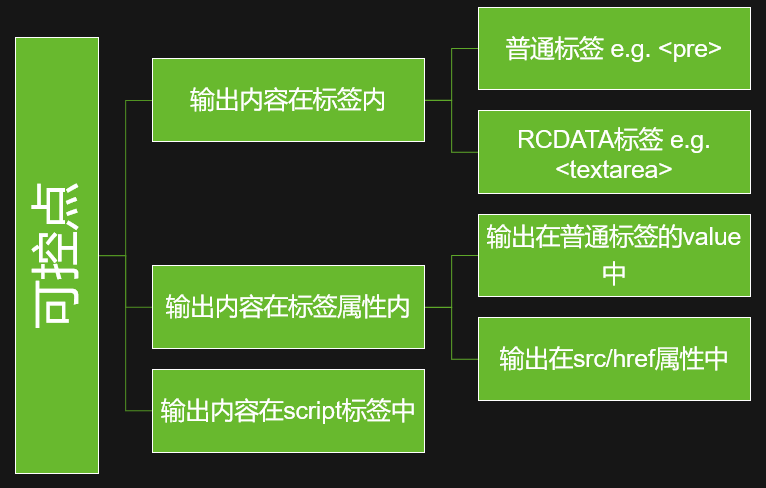 可控点
输出内容在标签内
普通标签 e.g. <pre>
RCDATA标签 e.g.
<textarea>
输出内容在标签属性内
输出在普通标签的value
中
输出在src/href属性中
输出内容在script标签中